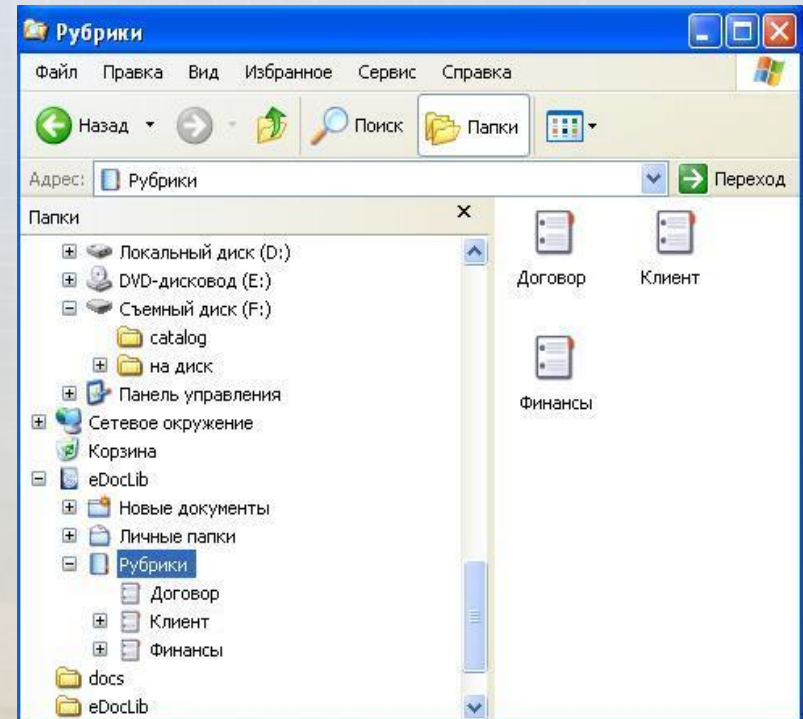 Рубрики
Файл Правка Вид Избранное Сервис Справка
Назад Поиск Папки
Адрес: Рубрики Переход
Папки
Локальный диск (D:)
DVD-дисковод (E:)
Съемный диск (F:)
catalog
на диск
Панель управления
Сетевое окружение
Корзина
eDocLib
Новые документы
Личные папки
Рубрики
Договор
Клиент
Финансы
docs
eDocLib
Договор Клиент
Финансы